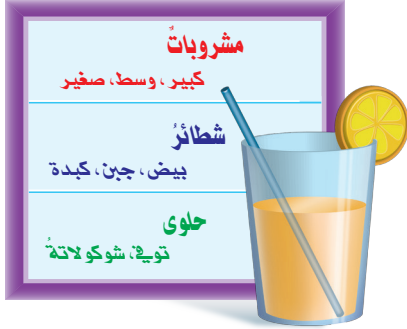 مشروباتٌ
كبير، وسط، صغير
شطائرُ
بيض، جبن، كبدة
حلوى
توفي، شوكولاتةُ